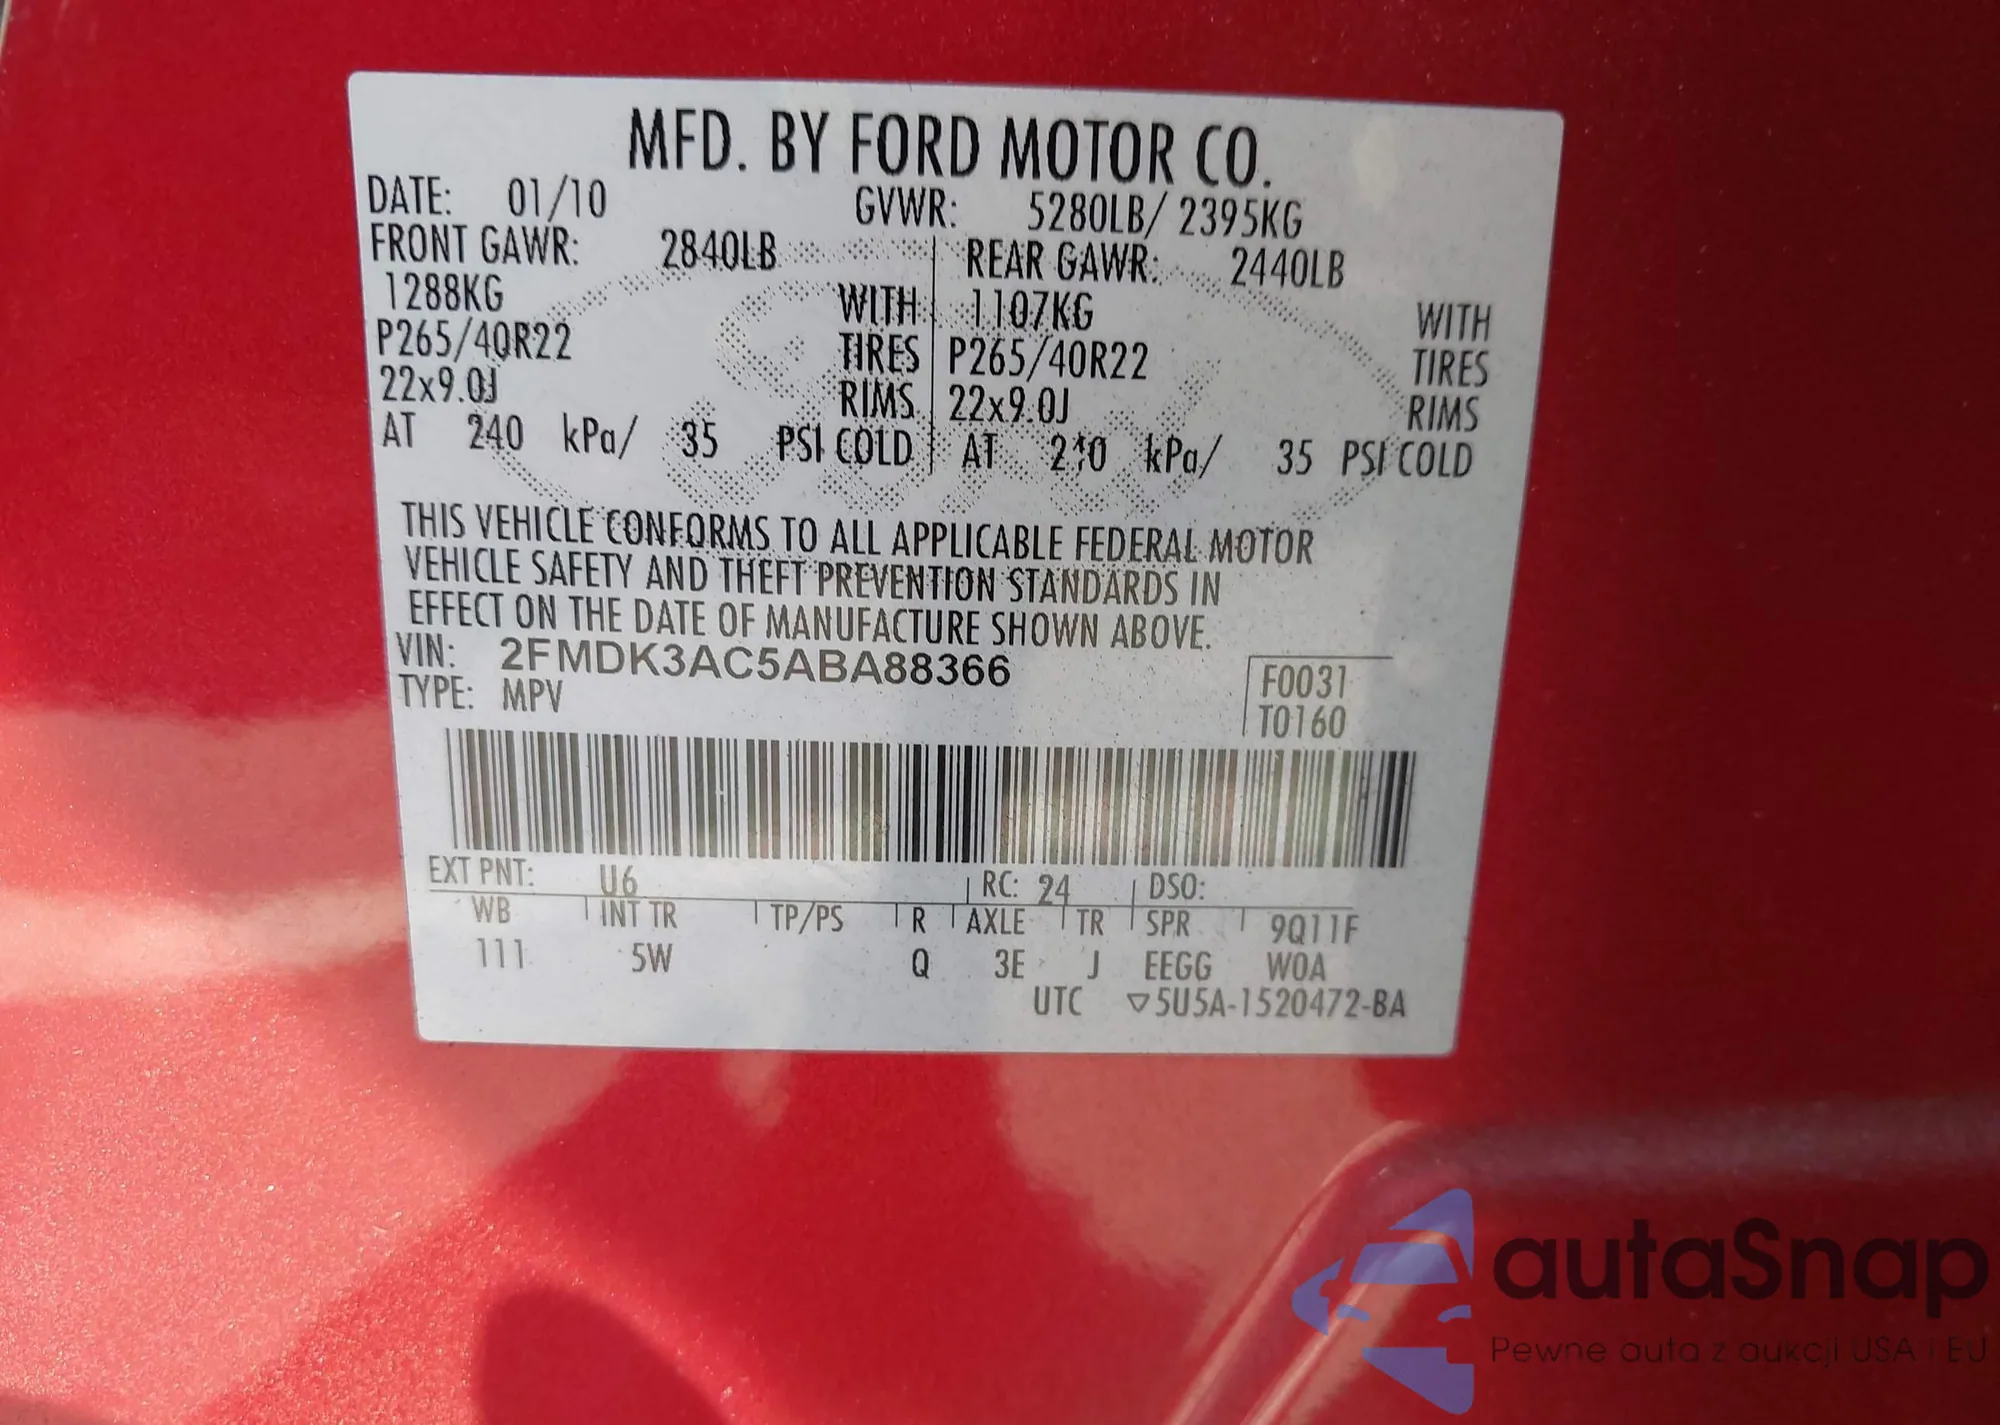 MFD. BY FORD MOTOR CO.
DATE: 01/10 GVWR: 5280LB/ 2395KG
FRONT GAWR: 2840LB REAR GAWR: 2440LB
1288KG WITH 1107KG WITH
P265/40R22 TIRES P265/40R22 TIRES
22x9.0J RIMS 22x9.0J RIMS
AT 240 kPa/ 35 PSI COLD AT 240 kPa/ 35 PSI COLD
THIS VEHICLE CONFORMS TO ALL APPLICABLE FEDERAL MOTOR
VEHICLE SAFETY AND THEFT PREVENTION STANDARDS IN
EFFECT ON THE DATE OF MANUFACTURE SHOWN ABOVE.
VIN: 2FMDK3AC5ABA88366
TYPE: MPV
F0031
T0160
EXT PNT: U6 RC: 24 DSO:
WB INT TR TP/PS R AXLE TR SPR 9Q11F
111 5W Q 3E J EEGG WOA
UTC ▽5U5A-1520472-BA
autaSnap
Pewne auta z aukcji USA i EU